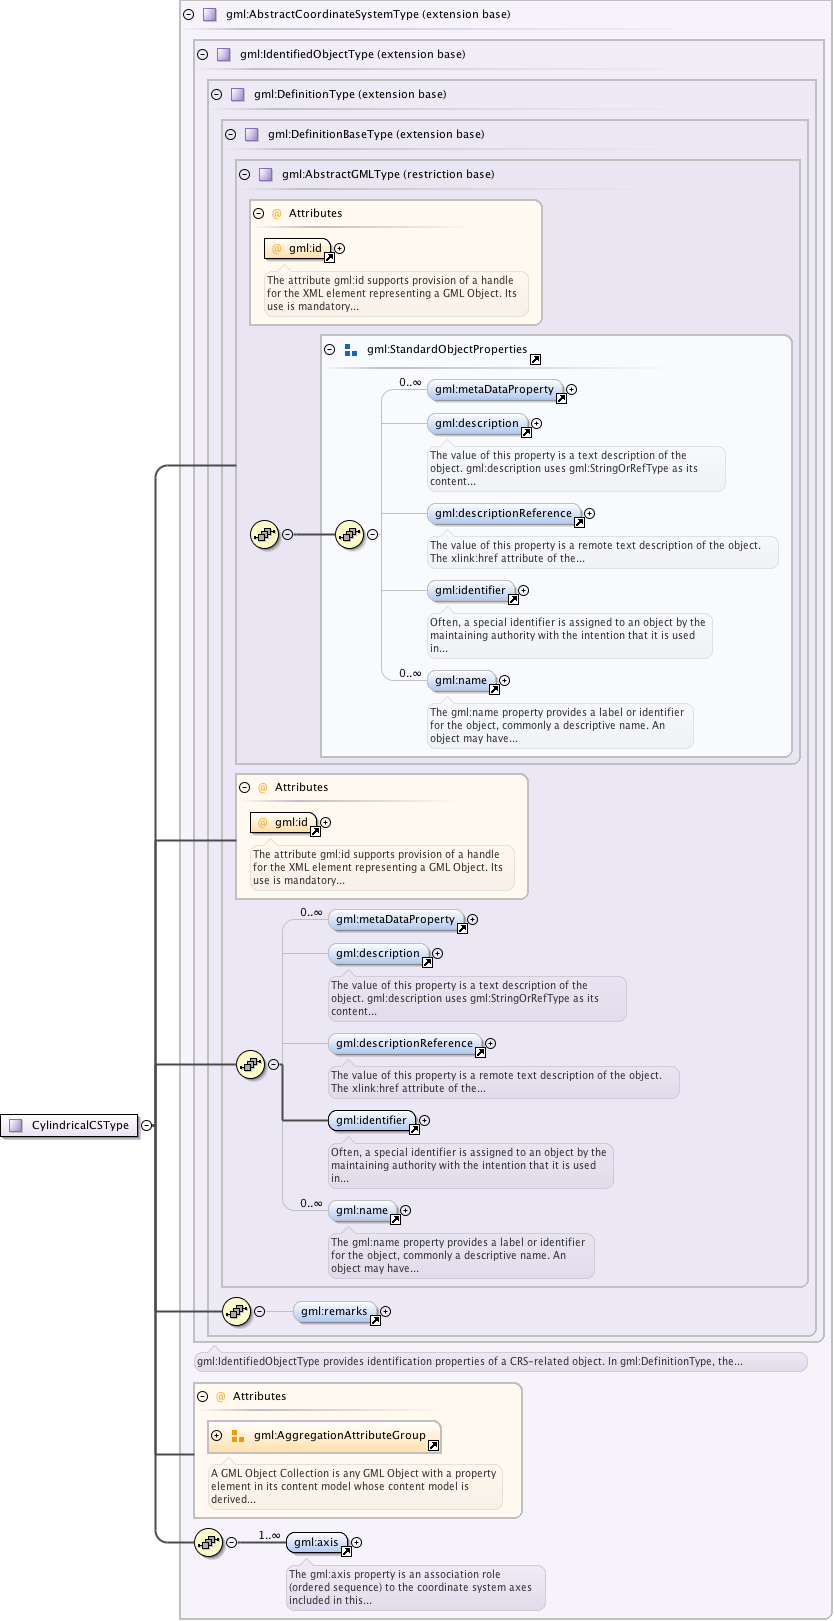 gml:AbstractCoordinateSystemType (extension base)
gml:IdentifiedObjectType (extension base)
gml:DefinitionType (extension base)
gml:DefinitionBaseType (extension base)
gml:AbstractGMLType (restriction base)
@ Attributes
@ gml:id
The attribute gml:id supports provision of a handle
for the XML element representing a GML Object. Its
use is mandatory...
gml:StandardObjectProperties
0..∞
gml:metaDataProperty
gml:description
The value of this property is a text description of the
object. gml:description uses gml:StringOrRefType as its
content...
gml:descriptionReference
The value of this property is a remote text description of the object.
The xlink:href attribute of the...
gml:identifier
Often, a special identifier is assigned to an object by the
maintaining authority with the intention that it is used
in...
0..∞
gml:name
The gml:name property provides a label or identifier
for the object, commonly a descriptive name. An
object may have...
@ Attributes
@ gml:id
The attribute gml:id supports provision of a handle
for the XML element representing a GML Object. Its
use is mandatory...
0..∞
gml:metaDataProperty
gml:description
The value of this property is a text description of the
object. gml:description uses gml:StringOrRefType as its
content...
gml:descriptionReference
The value of this property is a remote text description of the object.
The xlink:href attribute of the...
gml:identifier
CylindricalCSType
Often, a special identifier is assigned to an object by the
maintaining authority with the intention that it is used
in...
0..∞
gml:name
The gml:name property provides a label or identifier
for the object, commonly a descriptive name. An
object may have...
gml:remarks
gml:IdentifiedObjectType provides identification properties of a CRS-related object. In gml:DefinitionType, the...
@ Attributes
gml:AggregationAttributeGroup
A GML Object Collection is any GML Object with a property
element in its content model whose content model is
derived...
1..∞
gml:axis
The gml:axis property is an association role
(ordered sequence) to the coordinate system axes
included in this...